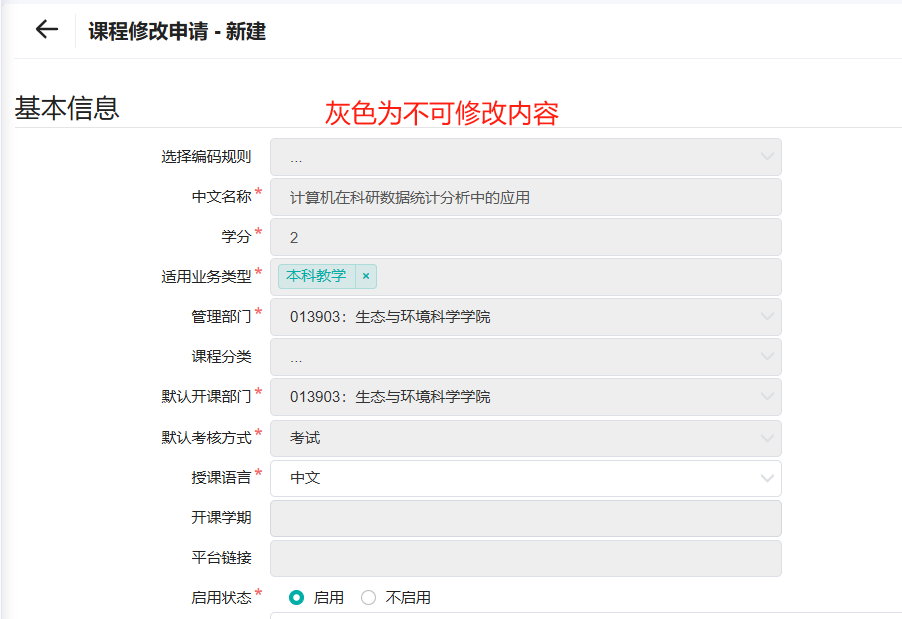 课程修改申请 - 新建
基本信息
灰色为不可修改内容
选择编码规则 ...
中文名称* 计算机在科研数据统计分析中的应用
学分* 2
适用业务类型* 本科教学 ×
管理部门* 013903：生态与环境科学学院
课程分类 ...
默认开课部门* 013903：生态与环境科学学院
默认考核方式* 考试
授课语言* 中文
开课学期
平台链接
启用状态* 启用 不启用